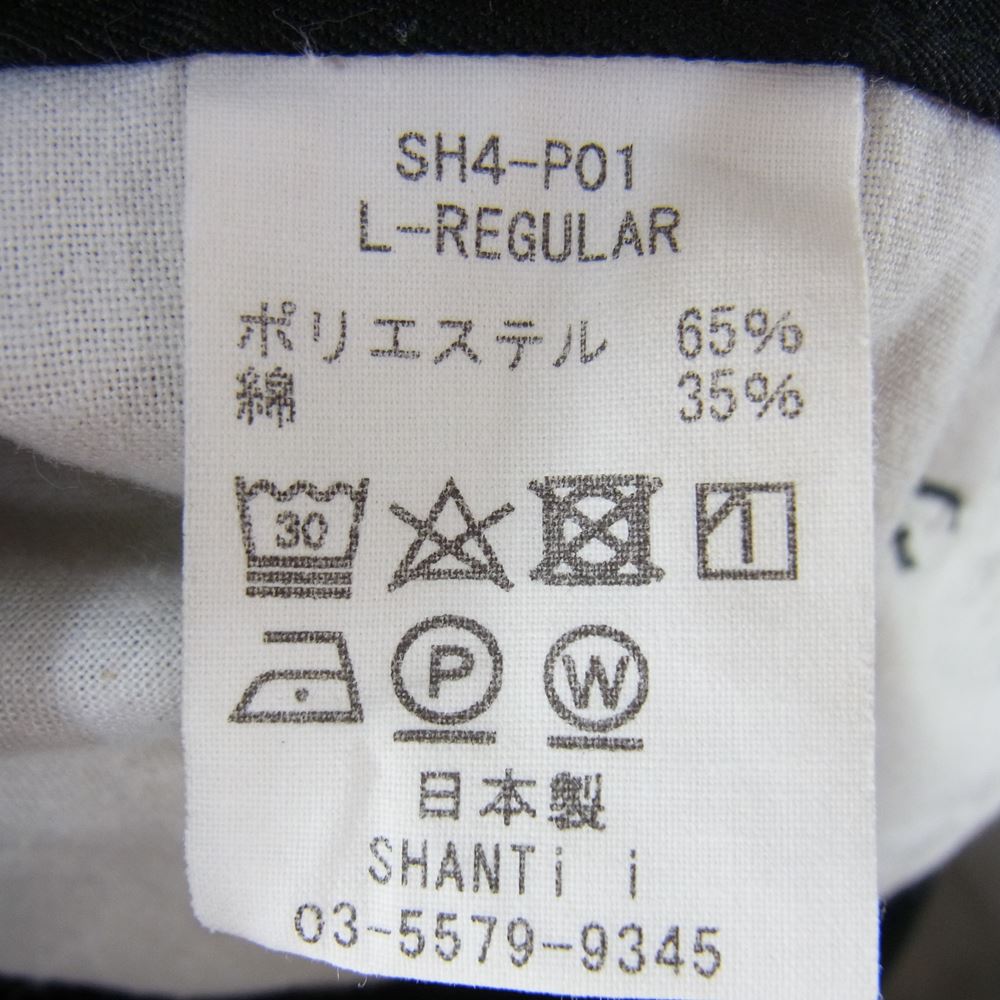 SH4-P01
L-REGULAR
ポリエステル 65%
綿 35%
30
P W
日本製
SHANTi i
03-5579-9345